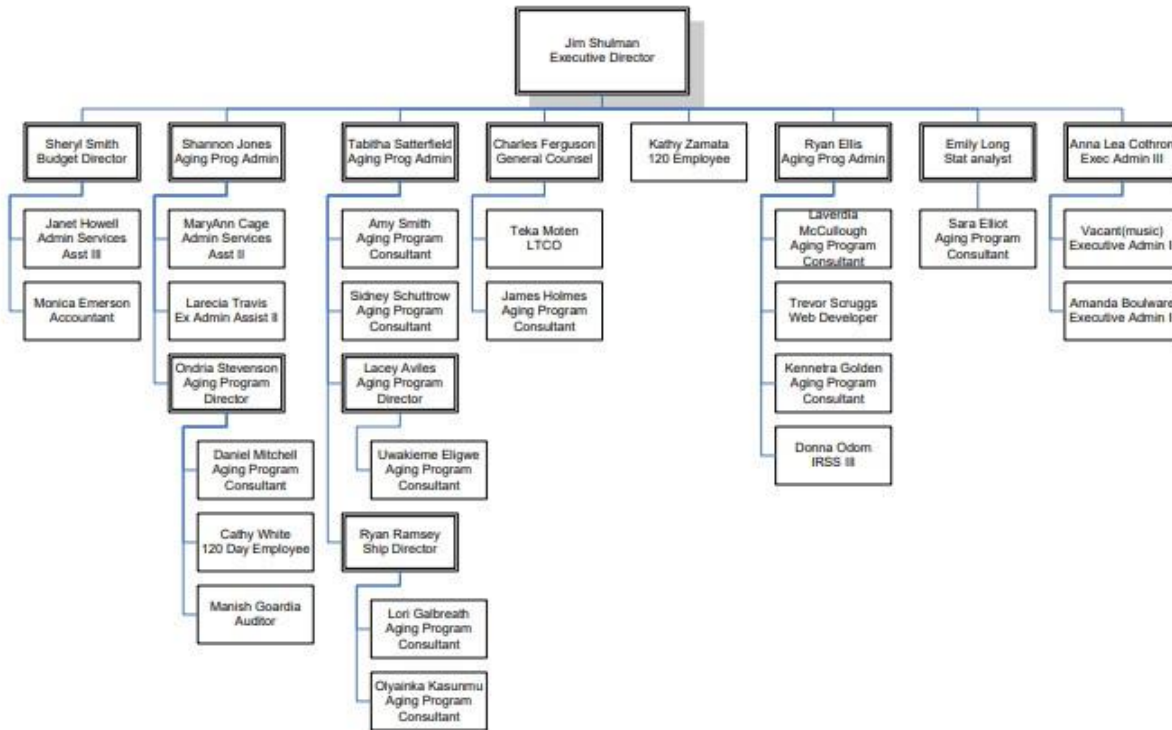 Jim Shulman
Executive Director
Sheryl Smith
Budget Director
Shannon Jones
Aging Prog Admin
Tabitha Satterfield
Aging Prog Admin
Charles Ferguson
General Counsel
Kathy Zamata
120 Employee
Ryan Ellis
Aging Prog Admin
Emily Long
Stat analyst
Anna Lea Cothron
Exec Admin III
Janet Howell
Admin Services
Asst III
Monica Emerson
Accountant
MaryAnn Cage
Admin Services
Asst II
Larecia Travis
Ex Admin Assist II
Ondria Stevenson
Aging Program
Director
Daniel Mitchell
Aging Program
Consultant
Cathy White
120 Day Employee
Manish Goardia
Auditor
Amy Smith
Aging Program
Consultant
Sidney Schuttrow
Aging Program
Consultant
Lacey Aviles
Aging Program
Director
Uwakieme Eligwe
Aging Program
Consultant
Ryan Ramsey
Ship Director
Lori Galbreath
Aging Program
Consultant
Olyainka Kasunmu
Aging Program
Consultant
Teka Moten
LTCO
James Holmes
Aging Program
Consultant
Laverdia
McCullough
Aging Program
Consultant
Trevor Scruggs
Web Developer
Kennetra Golden
Aging Program
Consultant
Donna Odom
IRSS III
Sara Elliot
Aging Program
Consultant
Vacant(music)
Executive Admin I
Amanda Boulware
Executive Admin I